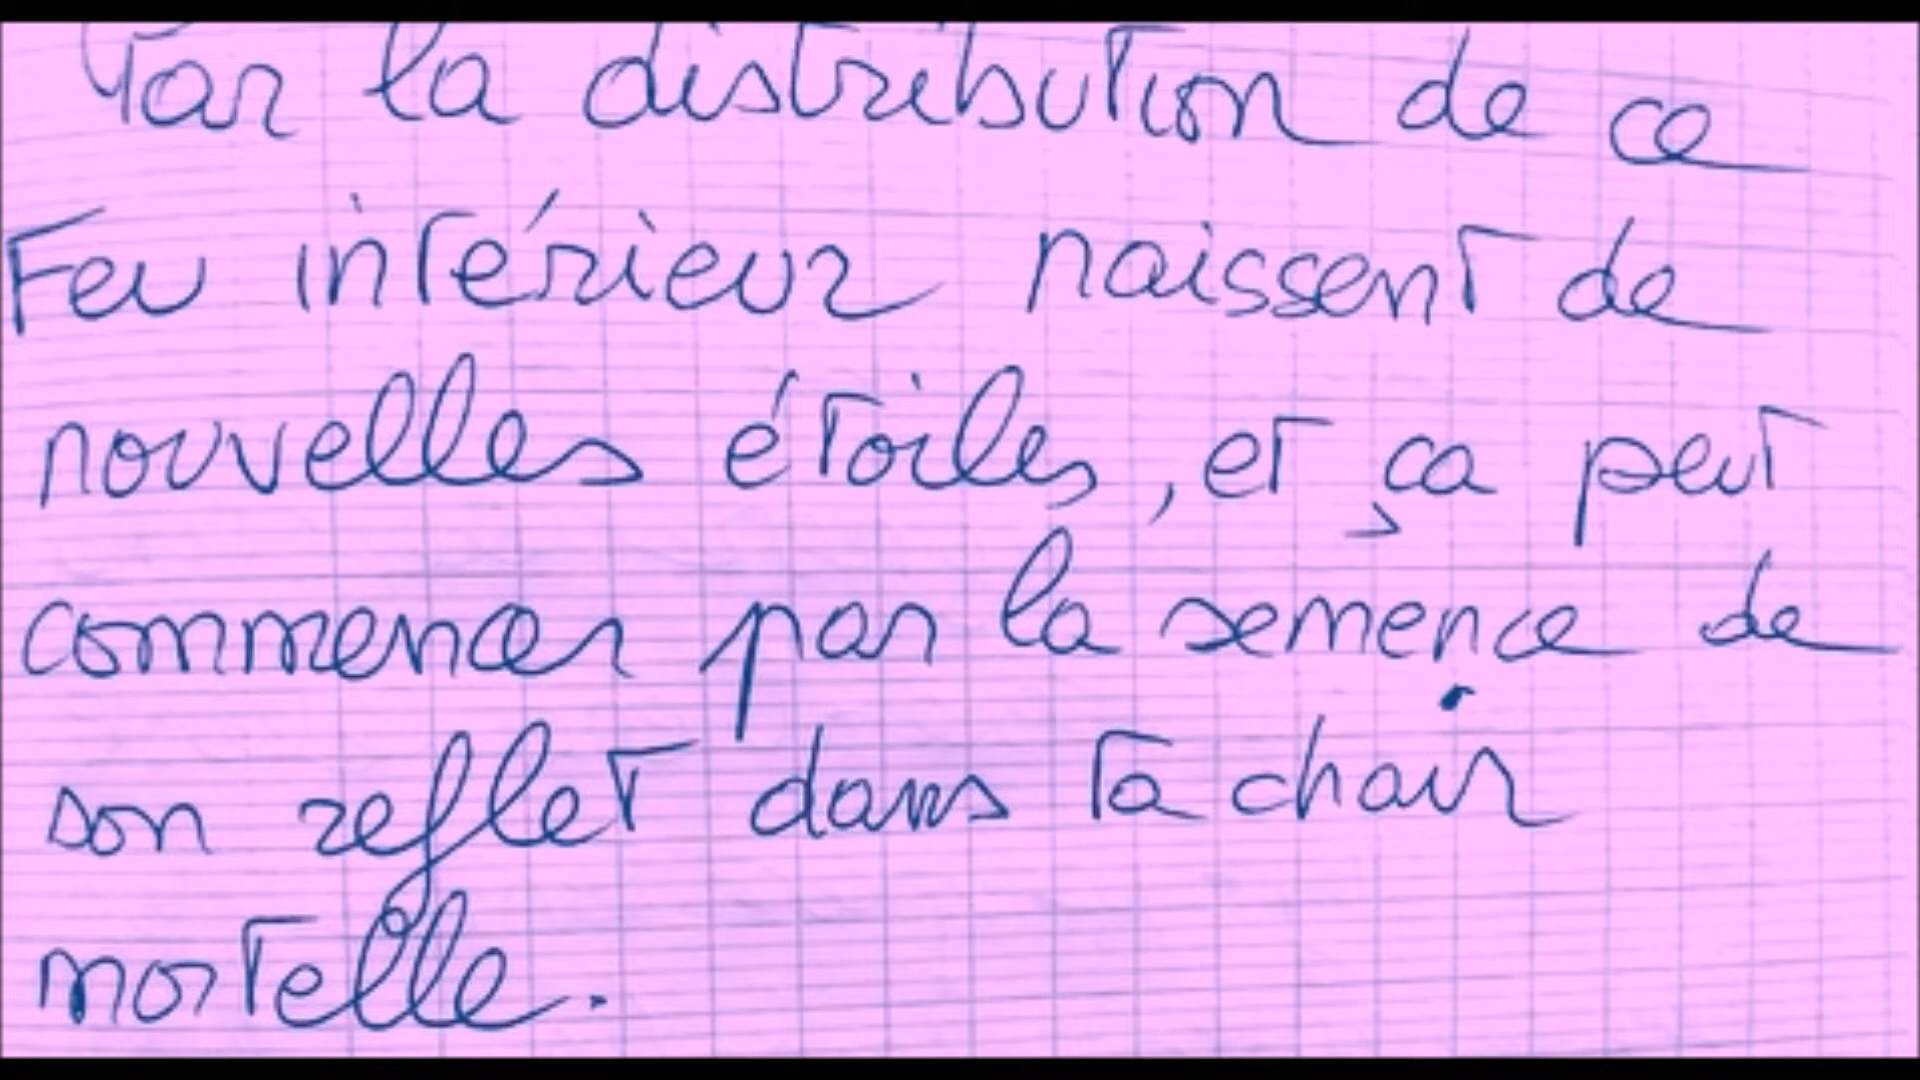 Par la distribution de ce
Feu intérieur naissent de
nouvelles étoiles, et ça peut
commencer par la semence de
son reflet dans ta chair
mortelle.